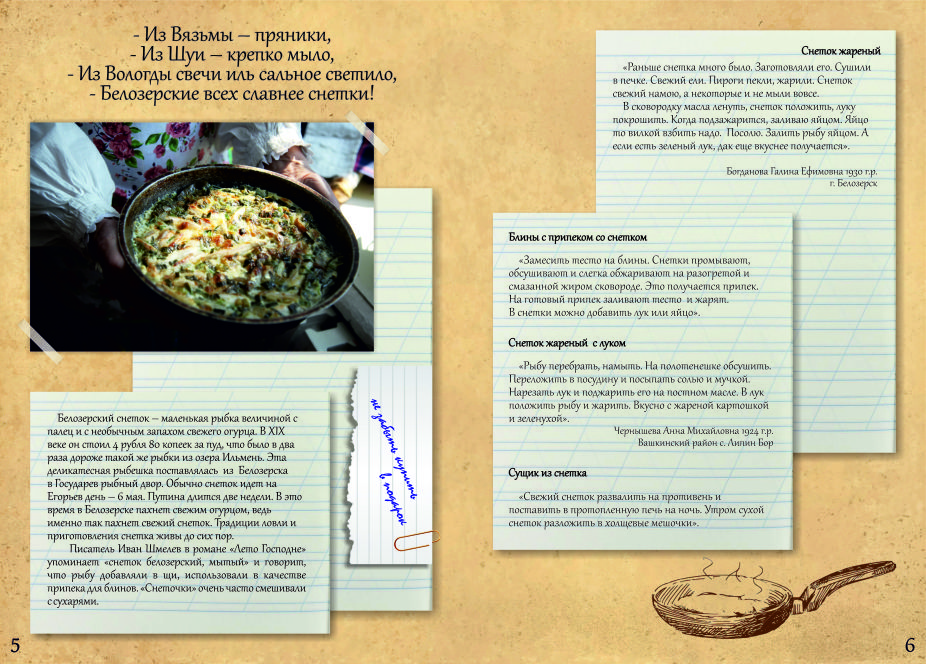 - Из Вязьмы – пряники,
- Из Шуи – крепко мыло,
- Из Вологды свечи иль сальное светило,
- Белозерские всех славнее снетки!
Белозерский снеток – маленькая рыбка величиной с
палец и с необычным запахом свежего огурца. В XIX
веке он стоил 4 рубля 80 копеек за пуд, что было в два
раза дороже такой же рыбки из озера Ильмень. Эта
деликатесная рыбешка поставлялась из Белозерска
в Государев рыбный двор. Обычно снеток идет на
Егорьев день – 6 мая. Путина длится две недели. В это
время в Белозерске пахнет свежим огурцом, ведь
именно так пахнет свежий снеток. Традиции ловли и
приготовления снетка живы до сих пор.
Писатель Иван Шмелев в романе «Лето Господне»
упоминает «снеток белозерский, мытый» и говорит,
что рыбу добавляли в щи, использовали в качестве
припека для блинов. «Снеточки» очень часто смешивали
с сухарями.
не забыть купить
в подарок
5
Снеток жареный
«Раньше снетка много было. Заготовляли его. Сушили
в печке. Свежий ели. Пироги пекли, жарили. Снеток
свежий намою, а некоторые и не мыли вовсе.
В сковородку масла ленуть, снеток положить, луку
покрошить. Когда подзажарится, заливаю яйцом. Яйцо
то вилкой взбить надо. Посолю. Залить рыбу яйцом. А
если есть зеленый лук, дак еще вкуснее получается».
Богданова Галина Ефимовна 1930 г.р.
г. Белозерск
Блины с припеком со снетком
«Замесить тесто на блины. Снетки промывают,
обсушивают и слегка обжаривают на разогретой и
смазанной жиром сковороде. Это получается припек.
На готовый припек заливают тесто и жарят.
В снетки можно добавить лук или яйцо».
Снеток жареный с луком
«Рыбу перебрать, намыть. На полотенешке обсушить.
Переложить в посудину и посыпать солью и мучкой.
Нарезать лук и поджарить его на постном масле. В лук
положить рыбу и жарить. Вкусно с жареной картошкой
и зеленухой».
Чернышева Анна Михайловна 1924 г.р.
Вашкинский район с. Липин Бор
Сущик из снетка
«Свежий снеток развалить на противень и
поставить в протопленную печь на ночь. Утром сухой
снеток разложить в холщевые мешочки».
6